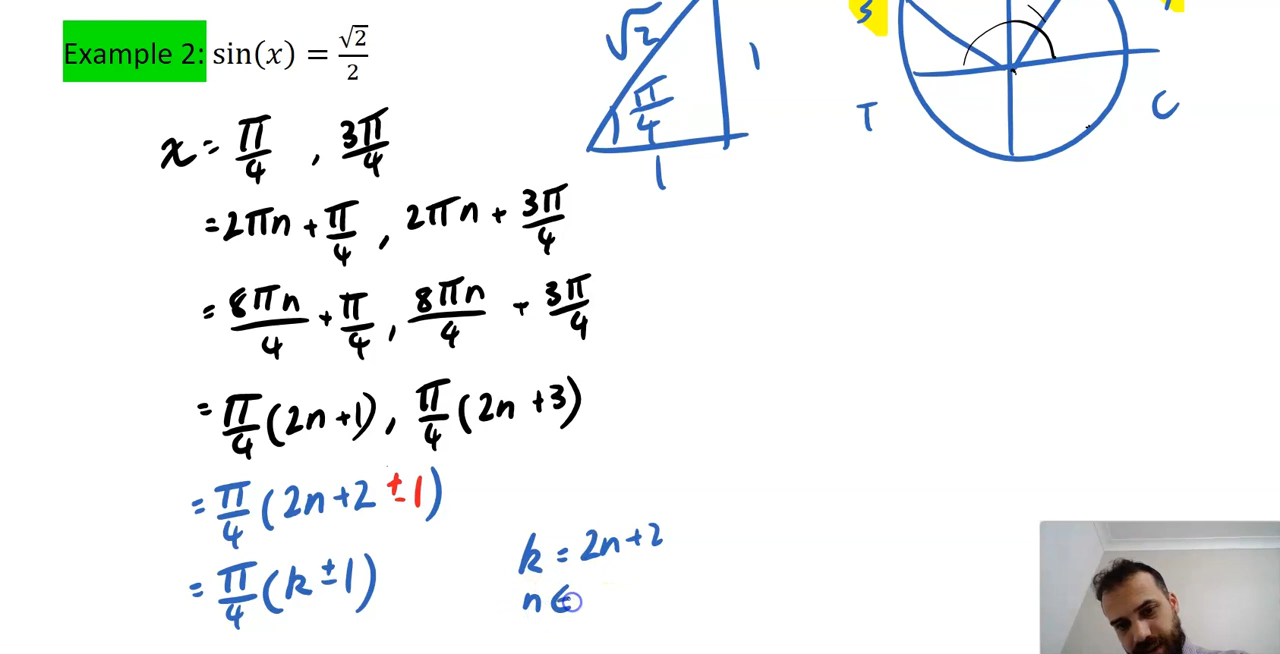 Example 2: sin(x) = √2/2
x = π/4 , 3π/4
= 2πn + π/4 , 2πn + 3π/4
= 8πn/4 + π/4 , 8πn/4 + 3π/4
= π/4 (2n + 1) , π/4 (2n + 3)
= π/4 (2n + 2 ± 1)
= π/4 (k ± 1)
k = 2n + 2
n ∈
√2
1
π/4
1
T
C